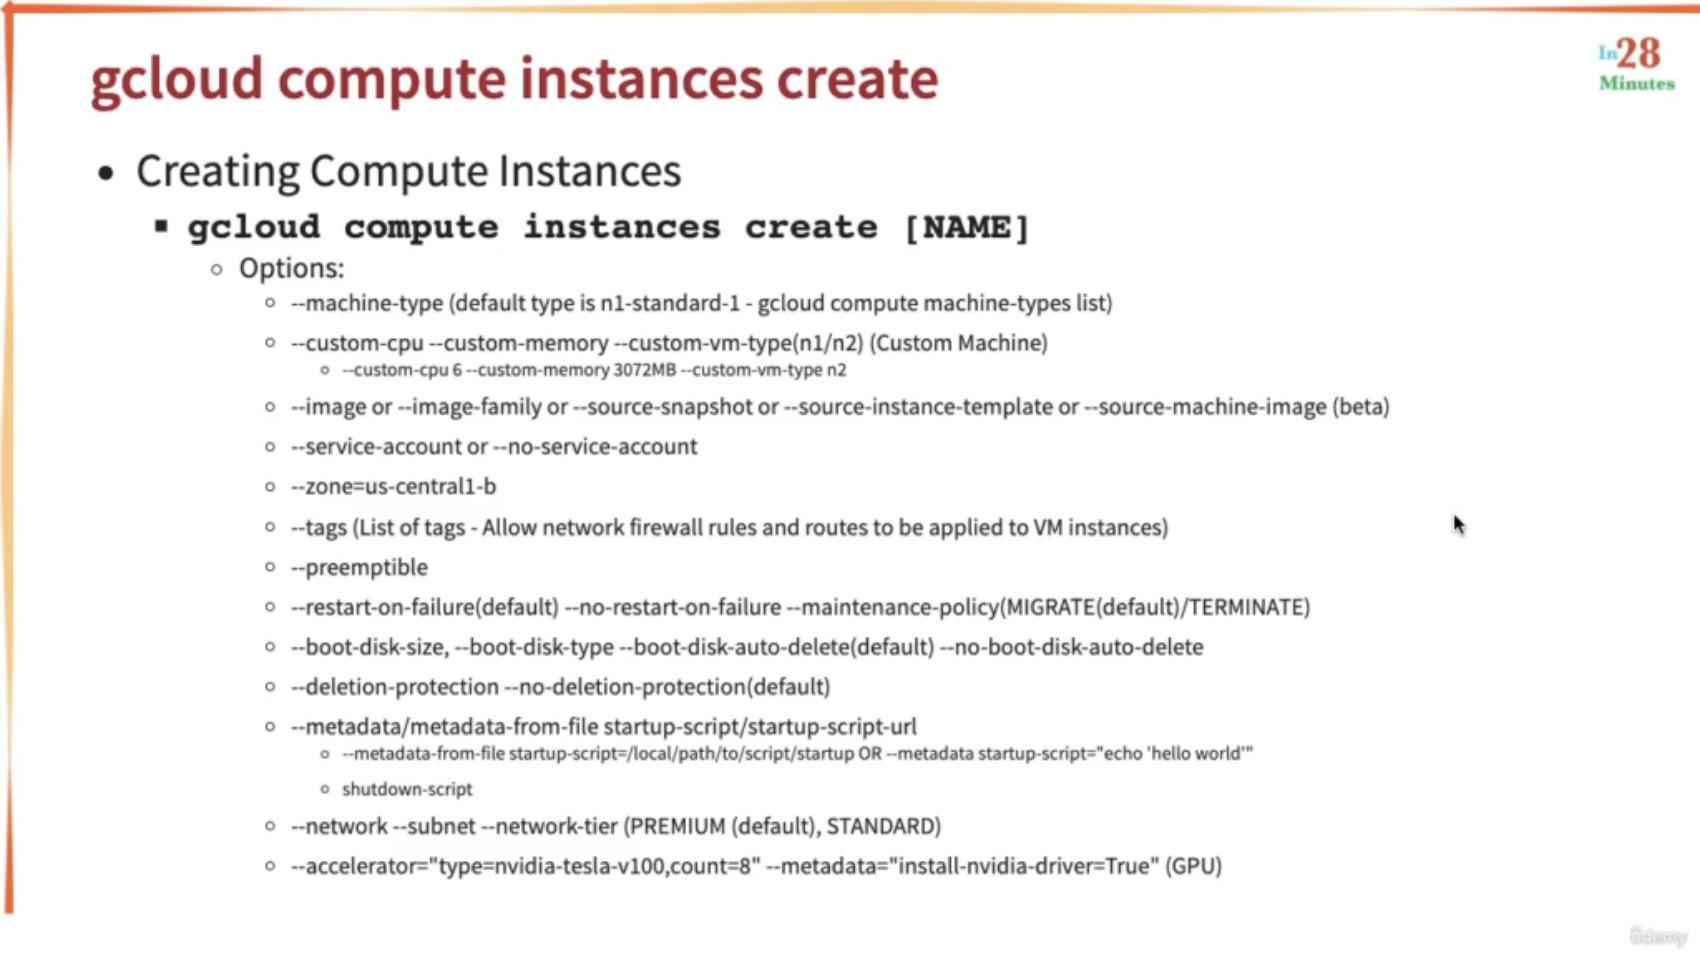 gcloud compute instances create
In28
Minutes
Creating Compute Instances
gcloud compute instances create [NAME]
Options:
--machine-type (default type is n1-standard-1 - gcloud compute machine-types list)
--custom-cpu --custom-memory --custom-vm-type(n1/n2) (Custom Machine)
--custom-cpu 6 --custom-memory 3072MB --custom-vm-type n2
--image or --image-family or --source-snapshot or --source-instance-template or --source-machine-image (beta)
--service-account or --no-service-account
--zone=us-central1-b
--tags (List of tags - Allow network firewall rules and routes to be applied to VM instances)
--preemptible
--restart-on-failure(default) --no-restart-on-failure --maintenance-policy(MIGRATE(default)/TERMINATE)
--boot-disk-size, --boot-disk-type --boot-disk-auto-delete(default) --no-boot-disk-auto-delete
--deletion-protection --no-deletion-protection(default)
--metadata/metadata-from-file startup-script/startup-script-url
--metadata-from-file startup-script=/local/path/to/script/startup OR --metadata startup-script="echo 'hello world'"
shutdown-script
--network --subnet --network-tier (PREMIUM (default), STANDARD)
--accelerator="type=nvidia-tesla-v100,count=8" --metadata="install-nvidia-driver=True" (GPU)
ûdemy